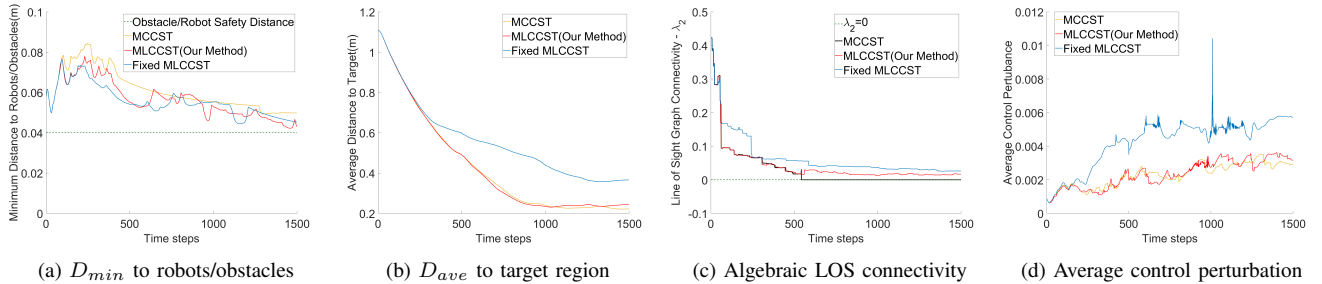 0.1
0.08
0.06
0.04
0.02
0
0
500
1000
1500
Minimum Distance to Robots/Obstacles(m)
Time steps
Obstacle/Robot Safety Distance
MCCST
MLCCST(Our Method)
Fixed MLCCST
(a) D_min to robots/obstacles
1.2
1
0.8
0.6
0.4
0.2
0
500
1000
1500
Average Distance to Target(m)
Time steps
MCCST
MLCCST(Our Method)
Fixed MLCCST
(b) D_ave to target region
0.5
0.4
0.3
0.2
0.1
0
-0.1
0
500
1000
1500
Line of Sight Graph Connectivity - λ_2
Time steps
λ_2=0
MCCST
MLCCST(Our Method)
Fixed MLCCST
(c) Algebraic LOS connectivity
0.012
0.01
0.008
0.006
0.004
0.002
0
0
500
1000
1500
Average Control Pertubance
Time steps
MCCST
MLCCST(Our Method)
Fixed MLCCST
(d) Average control perturbation